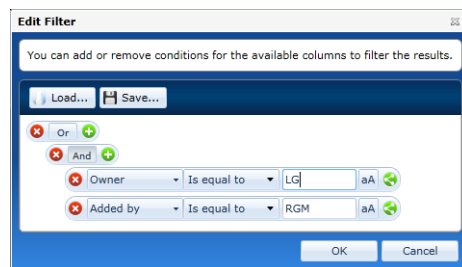 Edit Filter
You can add or remove conditions for the available columns to filter the results.
Load... Save...
Or
And
Owner Is equal to LG aA
Added by Is equal to RGM aA
OK Cancel